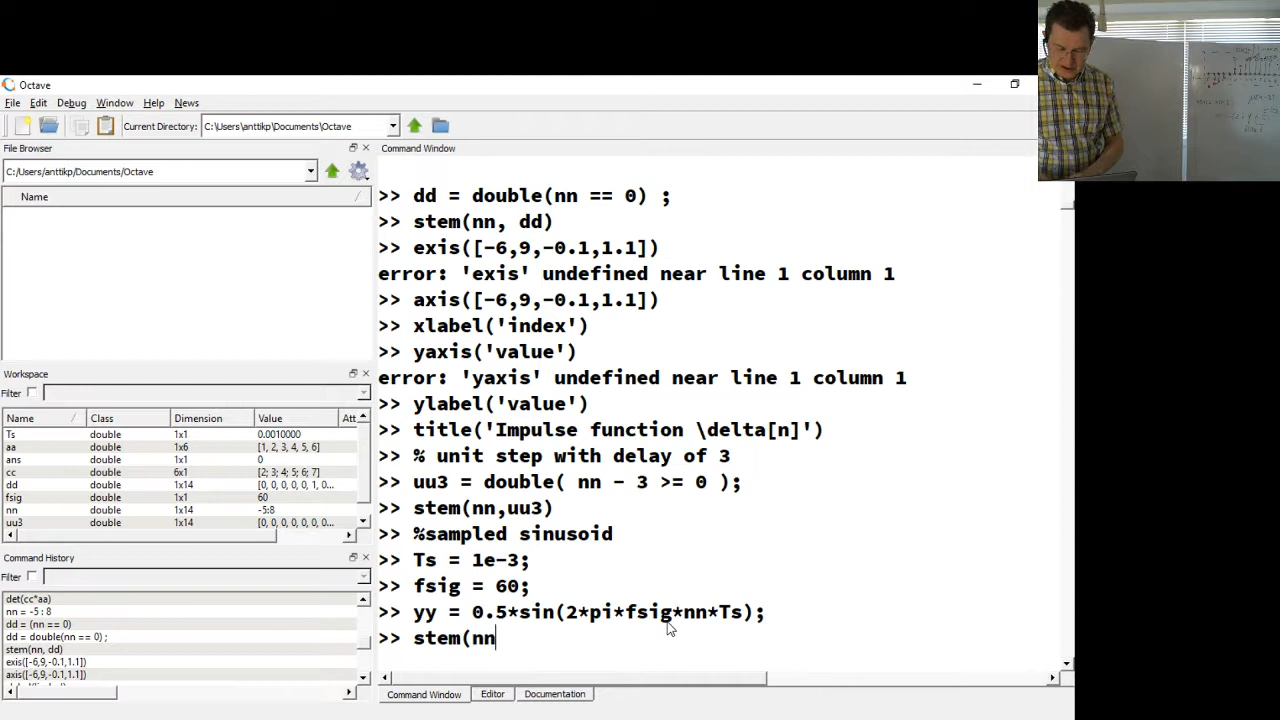 Octave
File Edit Debug Window Help News
Current Directory: C:\Users\anttikp\Documents\Octave
File Browser
C:/Users/anttikp/Documents/Octave
Name
Workspace
Filter
Name Class Dimension Value Att
Ts double 1x1 0.0010000
aa double 1x6 [1, 2, 3, 4, 5, 6]
ans double 1x1 0
cc double 6x1 [2; 3; 4; 5; 6; 7]
dd double 1x14 [0, 0, 0, 0, 0, 1, 0...
fsig double 1x1 60
nn double 1x14 -5:8
uu3 double 1x14 [0, 0, 0, 0, 0, 0, 0...
Command History
Filter
det(cc*aa)
nn = -5 : 8
dd = (nn == 0)
dd = double(nn == 0) ;
stem(nn, dd)
exis([-6,9,-0.1,1.1])
axis([-6,9,-0.1,1.1])
Command Window
>> dd = double(nn == 0) ;
>> stem(nn, dd)
>> exis([-6,9,-0.1,1.1])
error: 'exis' undefined near line 1 column 1
>> axis([-6,9,-0.1,1.1])
>> xlabel('index')
>> yaxis('value')
error: 'yaxis' undefined near line 1 column 1
>> ylabel('value')
>> title('Impulse function \delta[n]')
>> % unit step with delay of 3
>> uu3 = double( nn - 3 >= 0 );
>> stem(nn,uu3)
>> %sampled sinusoid
>> Ts = 1e-3;
>> fsig = 60;
>> yy = 0.5*sin(2*pi*fsig*nn*Ts);
>> stem(nn
Command Window Editor Documentation